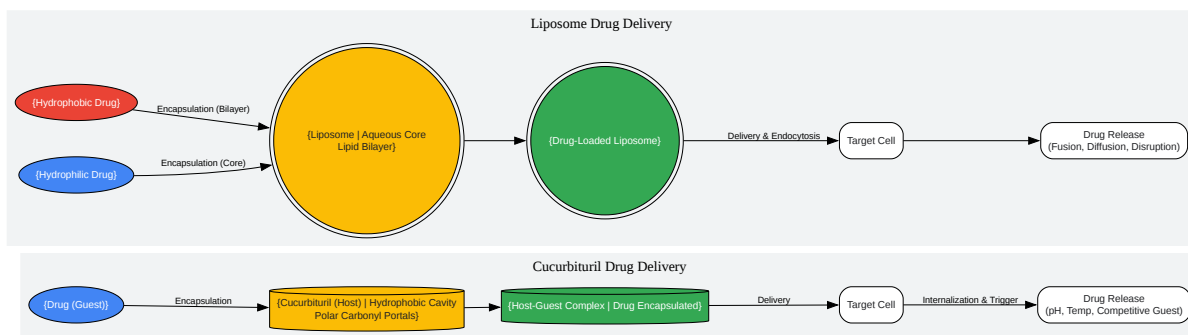 Liposome Drug Delivery
{Hydrophobic Drug}
Encapsulation (Bilayer)
{Hydrophilic Drug}
Encapsulation (Core)
{Liposome | Aqueous Core
Lipid Bilayer}
{Drug-Loaded Liposome}
Delivery & Endocytosis
Target Cell
Drug Release
(Fusion, Diffusion, Disruption)
Cucurbituril Drug Delivery
{Drug (Guest)}
Encapsulation
{Cucurbituril (Host) | Hydrophobic Cavity
Polar Carbonyl Portals}
{Host-Guest Complex | Drug Encapsulated}
Delivery
Target Cell
Internalization & Trigger
Drug Release
(pH, Temp, Competitive Guest)